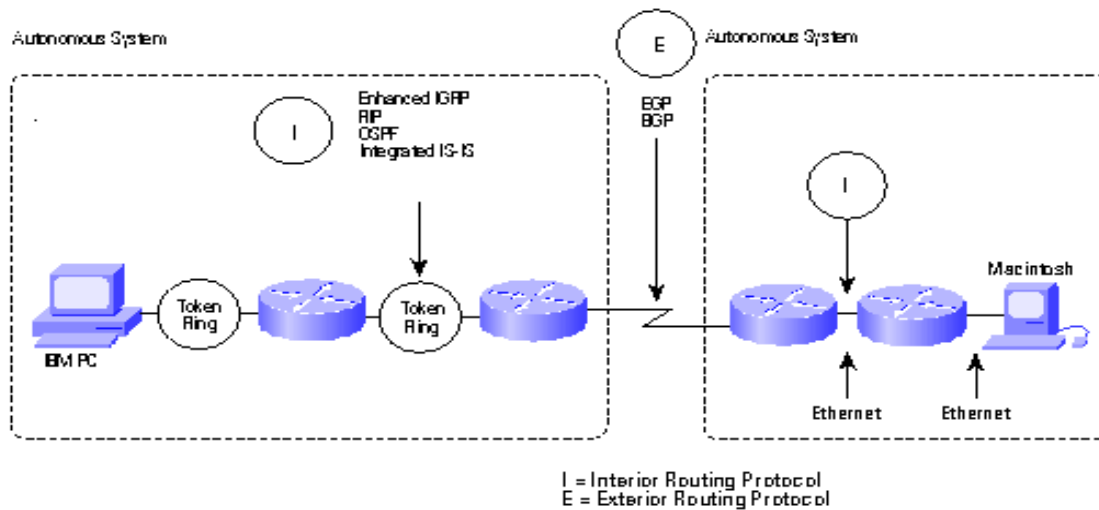 Autonomous System
E
Autonomous System
I
Enhanced IGRP
RIP
OSPF
Integrated IS-IS
EGP
BGP
I
Macintosh
Token
Ring
Token
Ring
IBM PC
Ethernet
Ethernet
I = Interior Routing Protocol
E = Exterior Routing Protocol